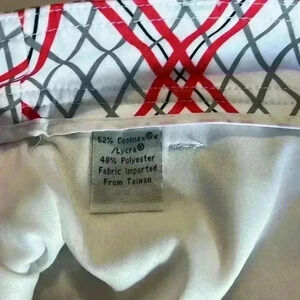 52% Coolmax®w
/Lycra®
48% Polyester
Fabric Imported
From Taiwan